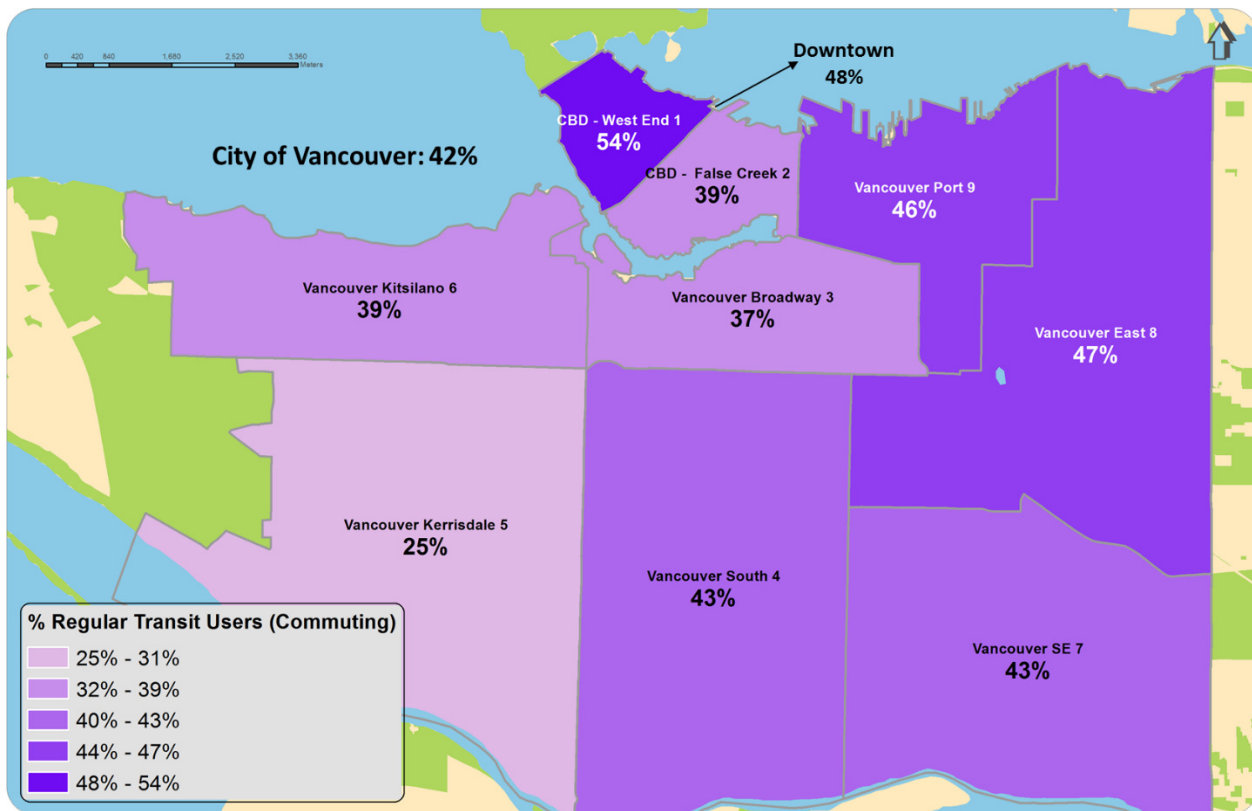 0 420 840 1,680 2,520 3,360
Meters
Downtown
48%
CBD - West End 1
54%
City of Vancouver: 42%
CBD - False Creek 2
39%
Vancouver Port 9
46%
Vancouver Kitsilano 6
39%
Vancouver Broadway 3
37%
Vancouver East 8
47%
Vancouver Kerrisdale 5
25%
Vancouver South 4
43%
Vancouver SE 7
43%
% Regular Transit Users (Commuting)
25% - 31%
32% - 39%
40% - 43%
44% - 47%
48% - 54%